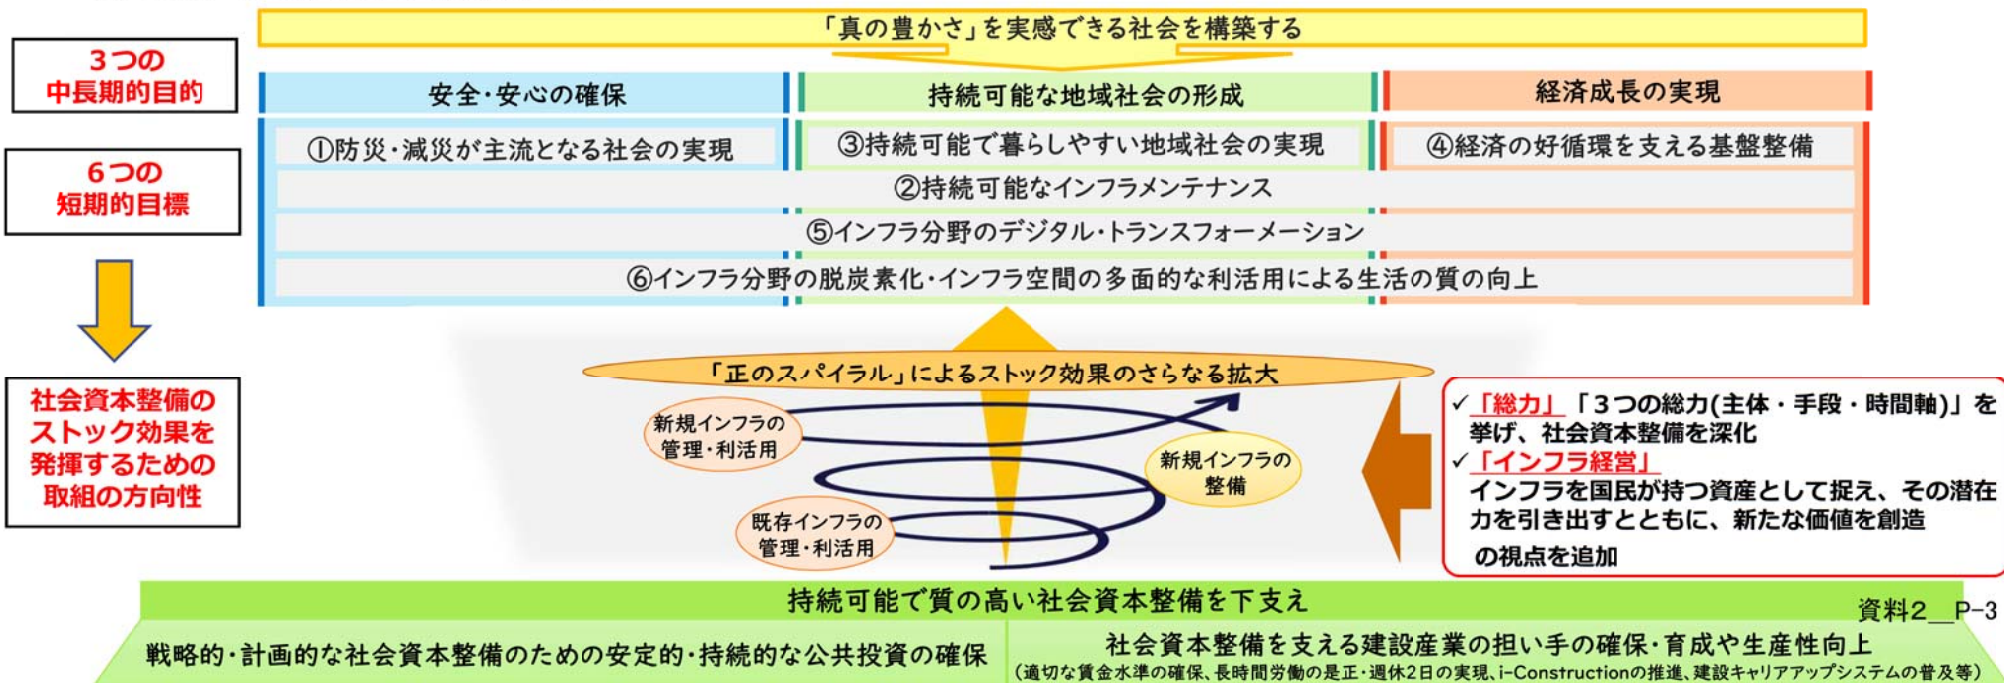 「真の豊かさ」を実感できる社会を構築する
3つの
中長期的目的
安全・安心の確保
持続可能な地域社会の形成
経済成長の実現
6つの
短期的目標
①防災・減災が主流となる社会の実現
③持続可能で暮らしやすい地域社会の実現
④経済の好循環を支える基盤整備
②持続可能なインフラメンテナンス
⑤インフラ分野のデジタル・トランスフォーメーション
⑥インフラ分野の脱炭素化・インフラ空間の多面的な利活用による生活の質の向上
社会資本整備の
ストック効果を
発揮するための
取組の方向性
「正のスパイラル」によるストック効果のさらなる拡大
新規インフラの
管理・利活用
新規インフラの
整備
既存インフラの
管理・利活用
✓「総力」「3つの総力(主体・手段・時間軸)」を
挙げ、社会資本整備を深化
✓「インフラ経営」
インフラを国民が持つ資産として捉え、その潜在
力を引き出すとともに、新たな価値を創造
の視点を追加
持続可能で質の高い社会資本整備を下支え
資料2__P-3
戦略的・計画的な社会資本整備のための安定的・持続的な公共投資の確保
社会資本整備を支える建設産業の担い手の確保・育成や生産性向上
(適切な賃金水準の確保、長時間労働の是正・週休2日の実現、i-Constructionの推進、建設キャリアアップシステムの普及等)